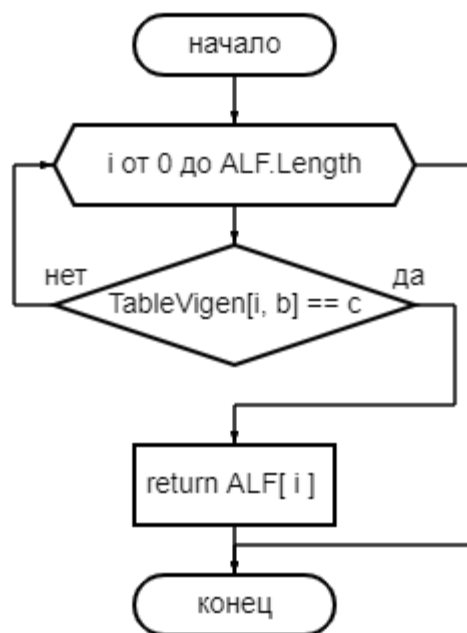 начало
i от 0 до ALF.Length
нет
да
TableVigen[i, b] == c
return ALF[ i ]
конец